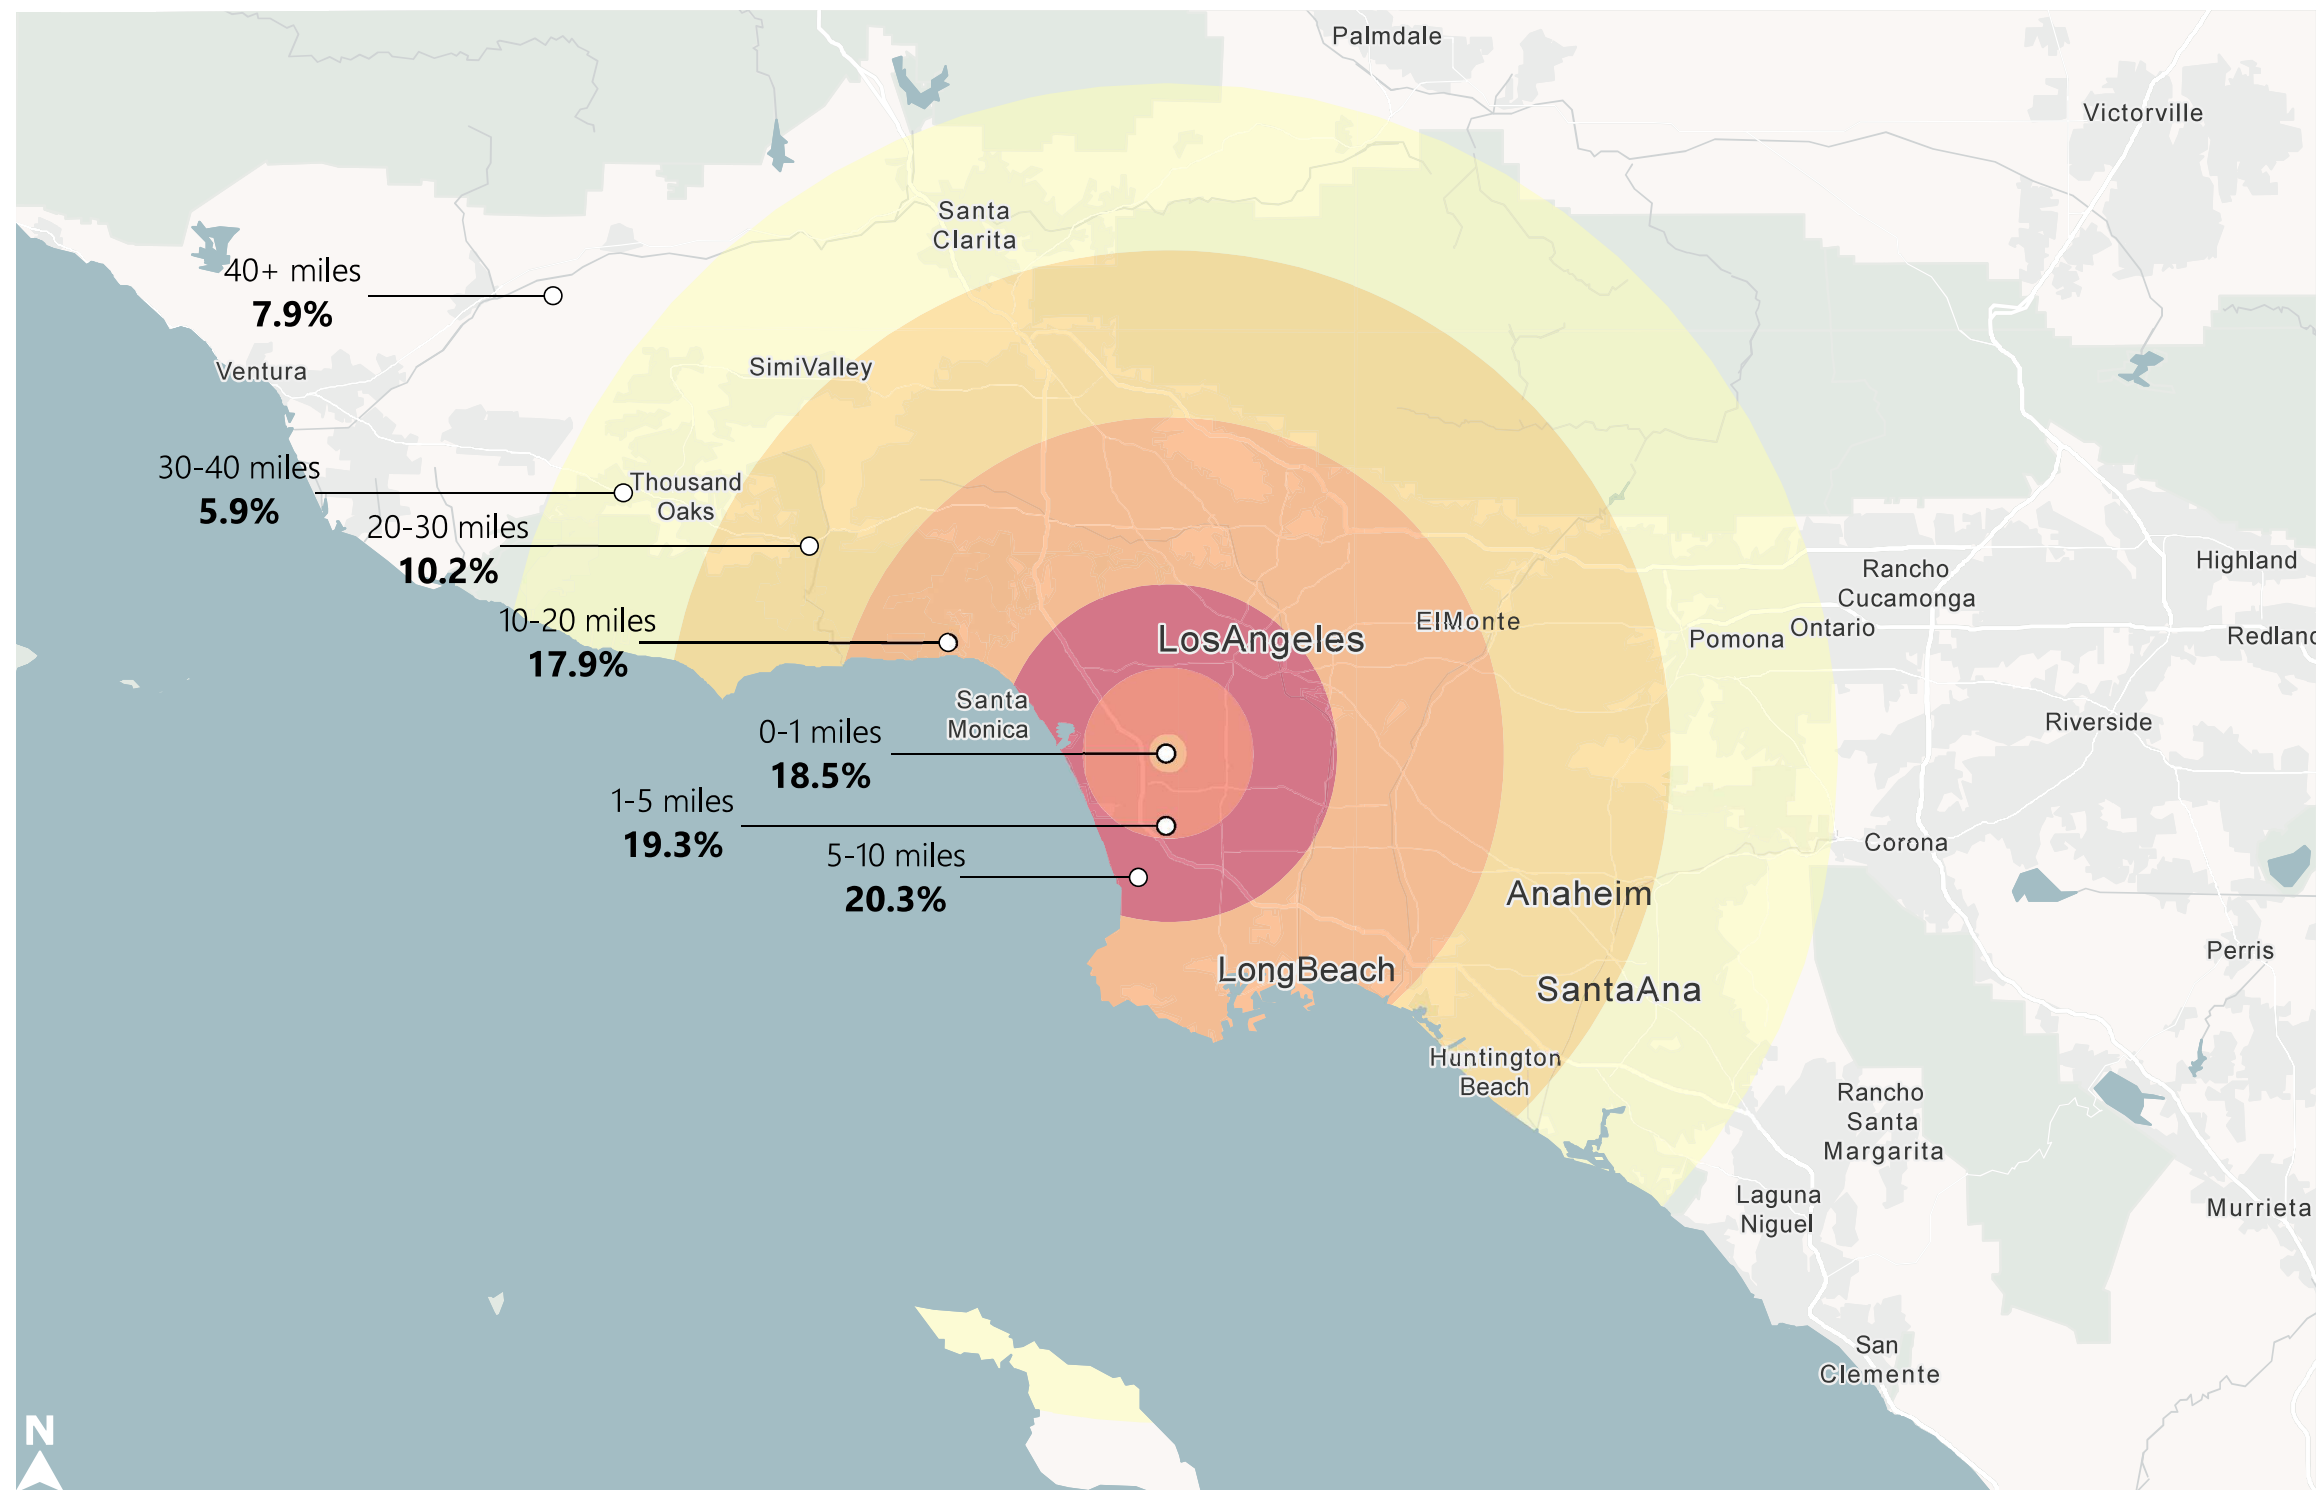 Palmdale
Victorville
Santa
Clarita
40+ miles
7.9%
Ventura
SimiValley
30-40 miles
5.9%
Thousand
Oaks
20-30 miles
10.2%
Highland
Rancho
Cucamonga
10-20 miles
17.9%
LosAngeles
ElMonte
Pomona
Ontario
Redlanc
Santa
Monica
0-1 miles
18.5%
Riverside
1-5 miles
19.3%
5-10 miles
20.3%
Corona
Anaheim
Perris
LongBeach
SantaAna
Huntington
Beach
Rancho
Santa
Margarita
Laguna
Niguel
Murrieta
San
Clemente
N